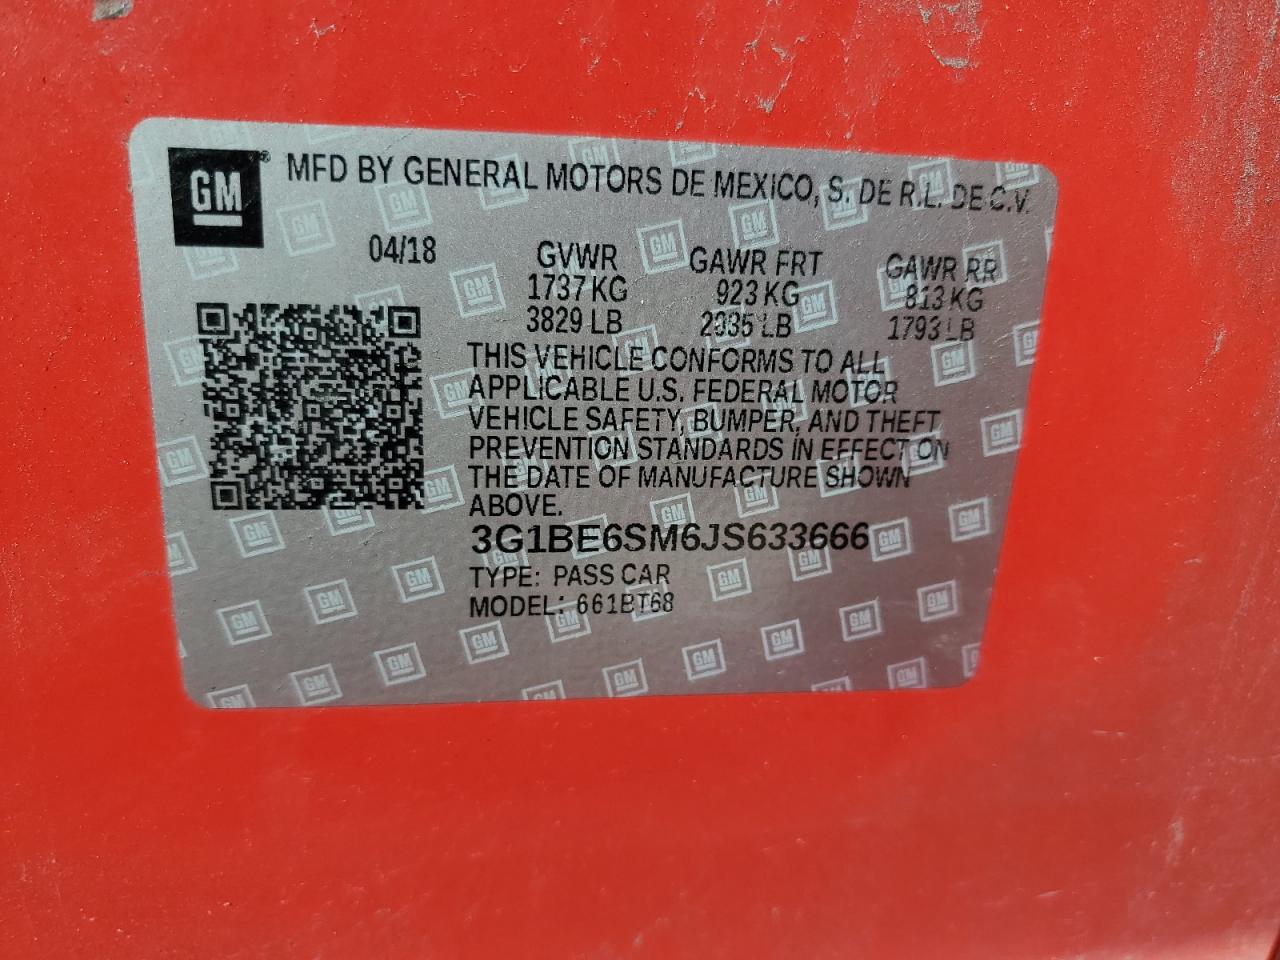 GM
MFD BY GENERAL MOTORS DE MEXICO, S. DE R.L. DE C.V.
04/18
GVWR GAWR FRT GAWR RR
1737 KG 923 KG 813 KG
3829 LB 2035 LB 1793 LB
THIS VEHICLE CONFORMS TO ALL
APPLICABLE U.S. FEDERAL MOTOR
VEHICLE SAFETY, BUMPER, AND THEFT
PREVENTION STANDARDS IN EFFECT ON
THE DATE OF MANUFACTURE SHOWN
ABOVE.
3G1BE6SM6JS633666
TYPE: PASS CAR
MODEL: 661BT68